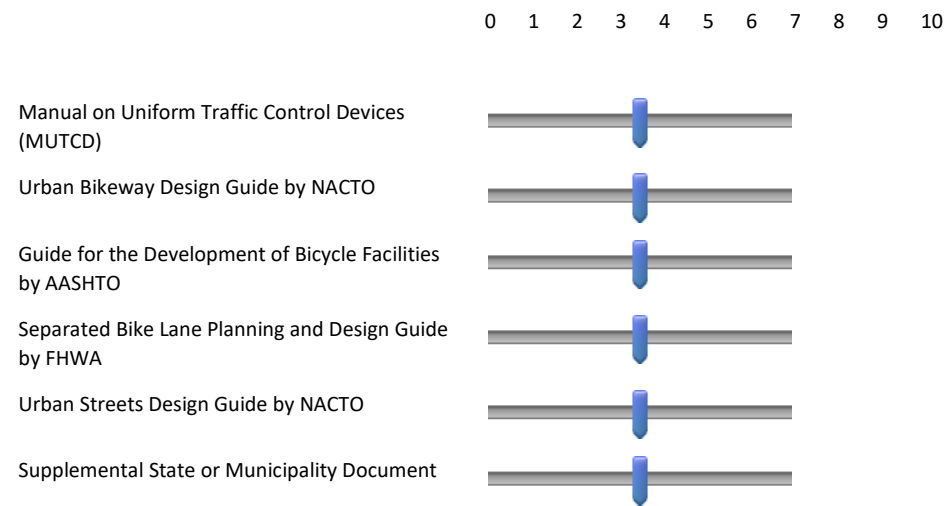 0 1 2 3 4 5 6 7 8 9 10
Manual on Uniform Traffic Control Devices
(MUTCD)
Urban Bikeway Design Guide by NACTO
Guide for the Development of Bicycle Facilities
by AASHTO
Separated Bike Lane Planning and Design Guide
by FHWA
Urban Streets Design Guide by NACTO
Supplemental State or Municipality Document